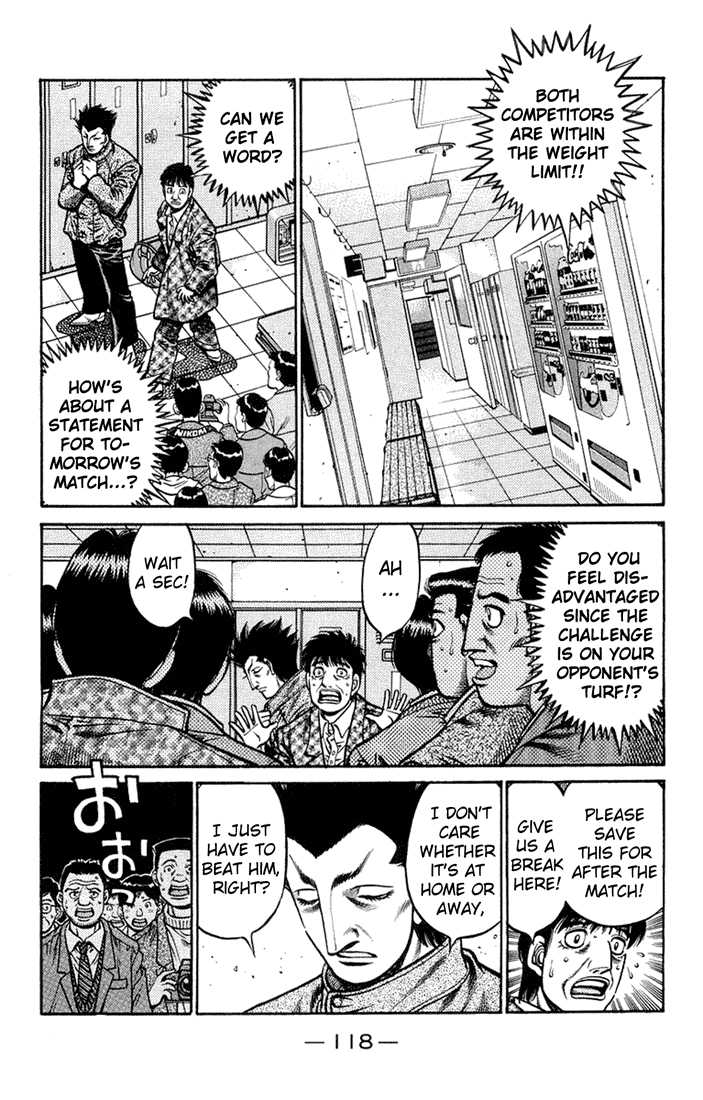 BOTH
COMPETITORS
ARE WITHIN
THE WEIGHT
LIMIT!!
CAN WE
GET A
WORD?
HOW'S
ABOUT A
STATEMENT
FOR TO-
MORROW'S
MATCH...?
NIKON
DO YOU
FEEL DIS-
ADVANTAGED
SINCE THE
CHALLENGE
IS ON YOUR
OPPONENT'S
TURF!?
AH
...
WAIT
A SEC!
PLEASE
SAVE
THIS FOR
AFTER THE
MATCH!
GIVE
US A
BREAK
HERE!
I DON'T
CARE
WHETHER
IT'S AT
HOME OR
AWAY,
I JUST
HAVE TO
BEAT HIM,
RIGHT?
おおっ
— 118 —